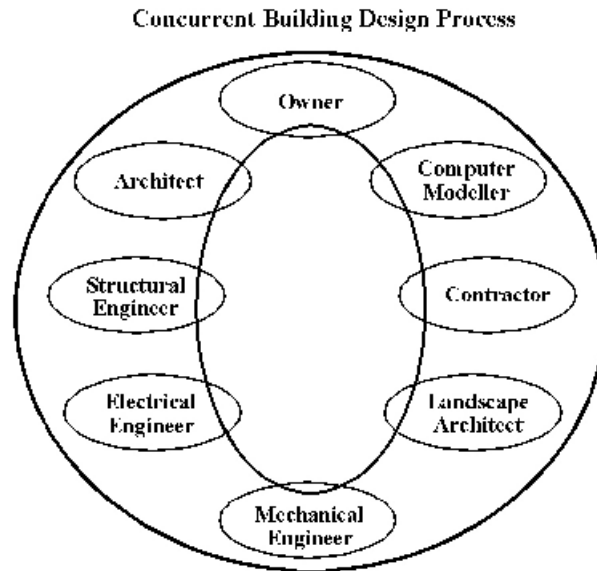 Concurrent Building Design Process
Owner
Architect
Computer
Modeller
Structural
Engineer
Contractor
Electrical
Engineer
Landscape
Architect
Mechanical
Engineer